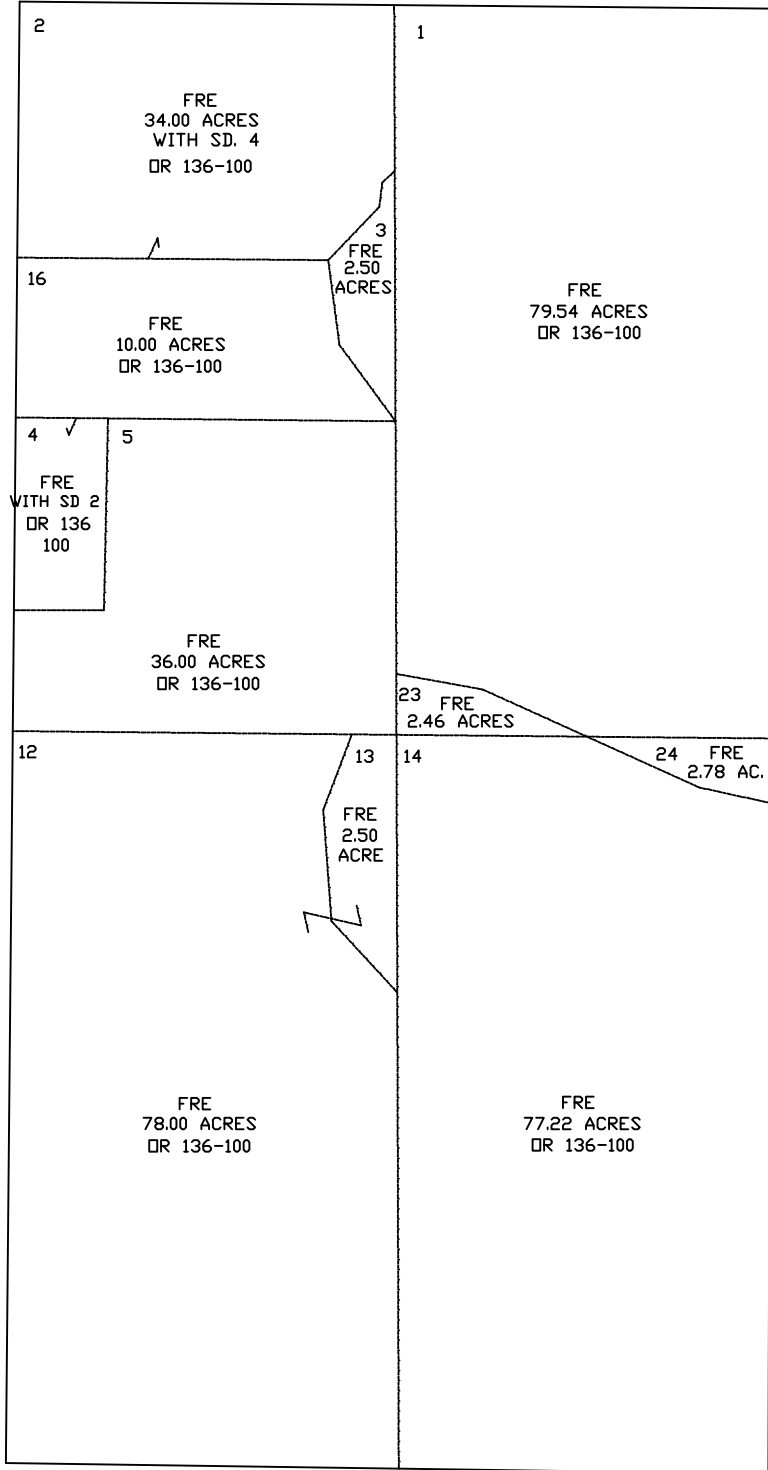 2
FRE
34.00 ACRES
WITH SD. 4
OR 136-100
1
3
FRE
2.50
ACRES
FRE
79.54 ACRES
OR 136-100
16
FRE
10.00 ACRES
OR 136-100
4
FRE
WITH SD 2
OR 136
100
5
FRE
36.00 ACRES
OR 136-100
23
FRE
2.46 ACRES
12
13
FRE
2.50
ACRE
14
24
FRE
2.78 AC.
FRE
78.00 ACRES
OR 136-100
FRE
77.22 ACRES
OR 136-100